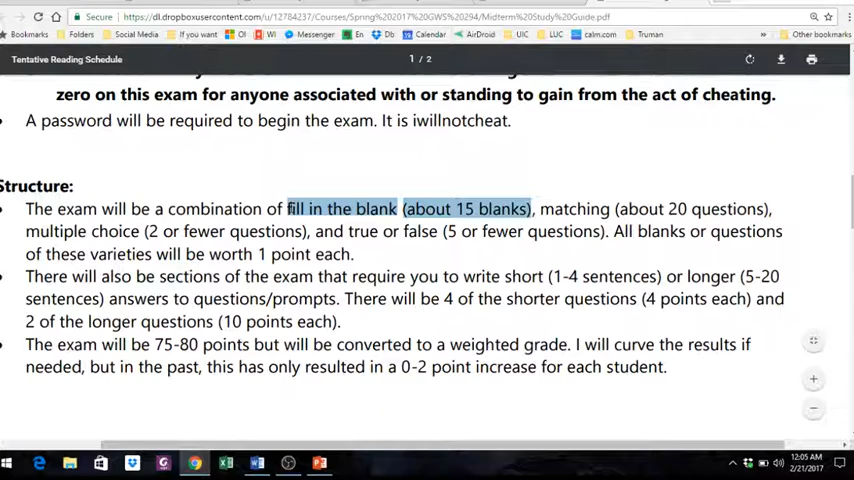 Secure
https://dl.dropboxusercontent.com/u/12784237/Courses/Spring%202017%20GWS%20294/Midterm%20Study%20Guide.pdf
Bookmarks Folders Social Media If you want OI WI Messenger En Db Calendar AirDroid UIC LUC calm.com Truman » Other bookmarks
Tentative Reading Schedule 1 / 2
zero on this exam for anyone associated with or standing to gain from the act of cheating.
• A password will be required to begin the exam. It is iwillnotcheat.
Structure:
• The exam will be a combination of fill in the blank (about 15 blanks), matching (about 20 questions),
multiple choice (2 or fewer questions), and true or false (5 or fewer questions). All blanks or questions
of these varieties will be worth 1 point each.
• There will also be sections of the exam that require you to write short (1-4 sentences) or longer (5-20
sentences) answers to questions/prompts. There will be 4 of the shorter questions (4 points each) and
2 of the longer questions (10 points each).
• The exam will be 75-80 points but will be converted to a weighted grade. I will curve the results if
needed, but in the past, this has only resulted in a 0-2 point increase for each student.
12:05 AM
2/21/2017